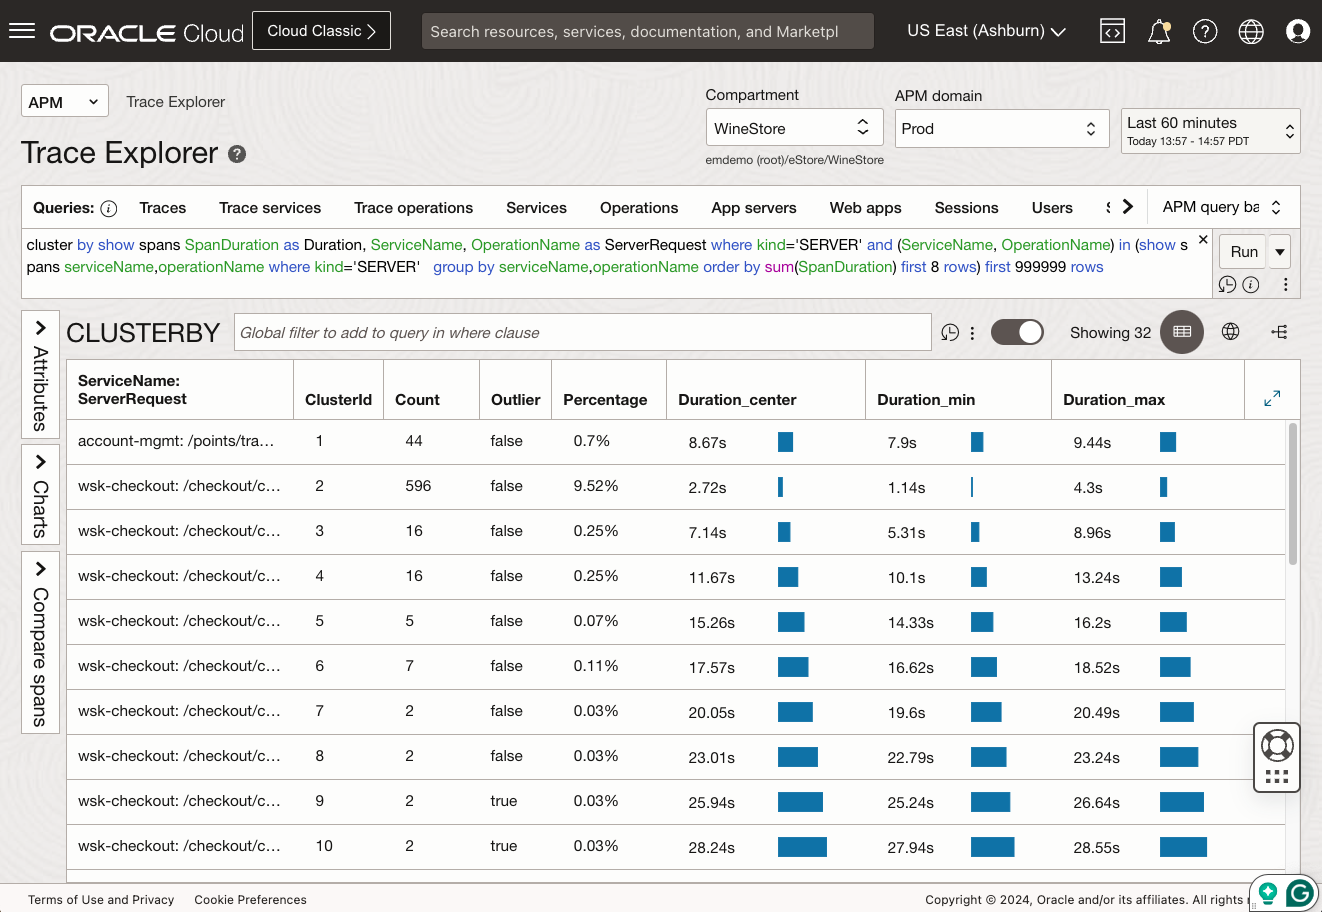 ORACLE Cloud
Cloud Classic
Search resources, services, documentation, and Marketpl
US East (Ashburn)
APM
Trace Explorer
Compartment
APM domain
WineStore
Prod
Last 60 minutes
Today 13:57 - 14:57 PDT
Trace Explorer
emdemo (root)/eStore/WineStore
Queries: Traces Trace services Trace operations Services Operations App servers Web apps Sessions Users APM query ba
cluster by show spans SpanDuration as Duration, ServiceName, OperationName as ServerRequest where kind='SERVER' and (ServiceName, OperationName) in (show s
pans serviceName,operationName where kind='SERVER' group by serviceName,operationName order by sum(SpanDuration) first 8 rows) first 999999 rows
Run
Attributes
Charts
Compare spans
CLUSTERBY
Global filter to add to query in where clause
Showing 32
ServiceName:
ServerRequest ClusterId Count Outlier Percentage Duration_center Duration_min Duration_max
account-mgmt: /points/tra... 1 44 false 0.7% 8.67s 7.9s 9.44s
wsk-checkout: /checkout/c... 2 596 false 9.52% 2.72s 1.14s 4.3s
wsk-checkout: /checkout/c... 3 16 false 0.25% 7.14s 5.31s 8.96s
wsk-checkout: /checkout/c... 4 16 false 0.25% 11.67s 10.1s 13.24s
wsk-checkout: /checkout/c... 5 5 false 0.07% 15.26s 14.33s 16.2s
wsk-checkout: /checkout/c... 6 7 false 0.11% 17.57s 16.62s 18.52s
wsk-checkout: /checkout/c... 7 2 false 0.03% 20.05s 19.6s 20.49s
wsk-checkout: /checkout/c... 8 2 false 0.03% 23.01s 22.79s 23.24s
wsk-checkout: /checkout/c... 9 2 true 0.03% 25.94s 25.24s 26.64s
wsk-checkout: /checkout/c... 10 2 true 0.03% 28.24s 27.94s 28.55s
Terms of Use and Privacy Cookie Preferences Copyright © 2024, Oracle and/or its affiliates. All rights